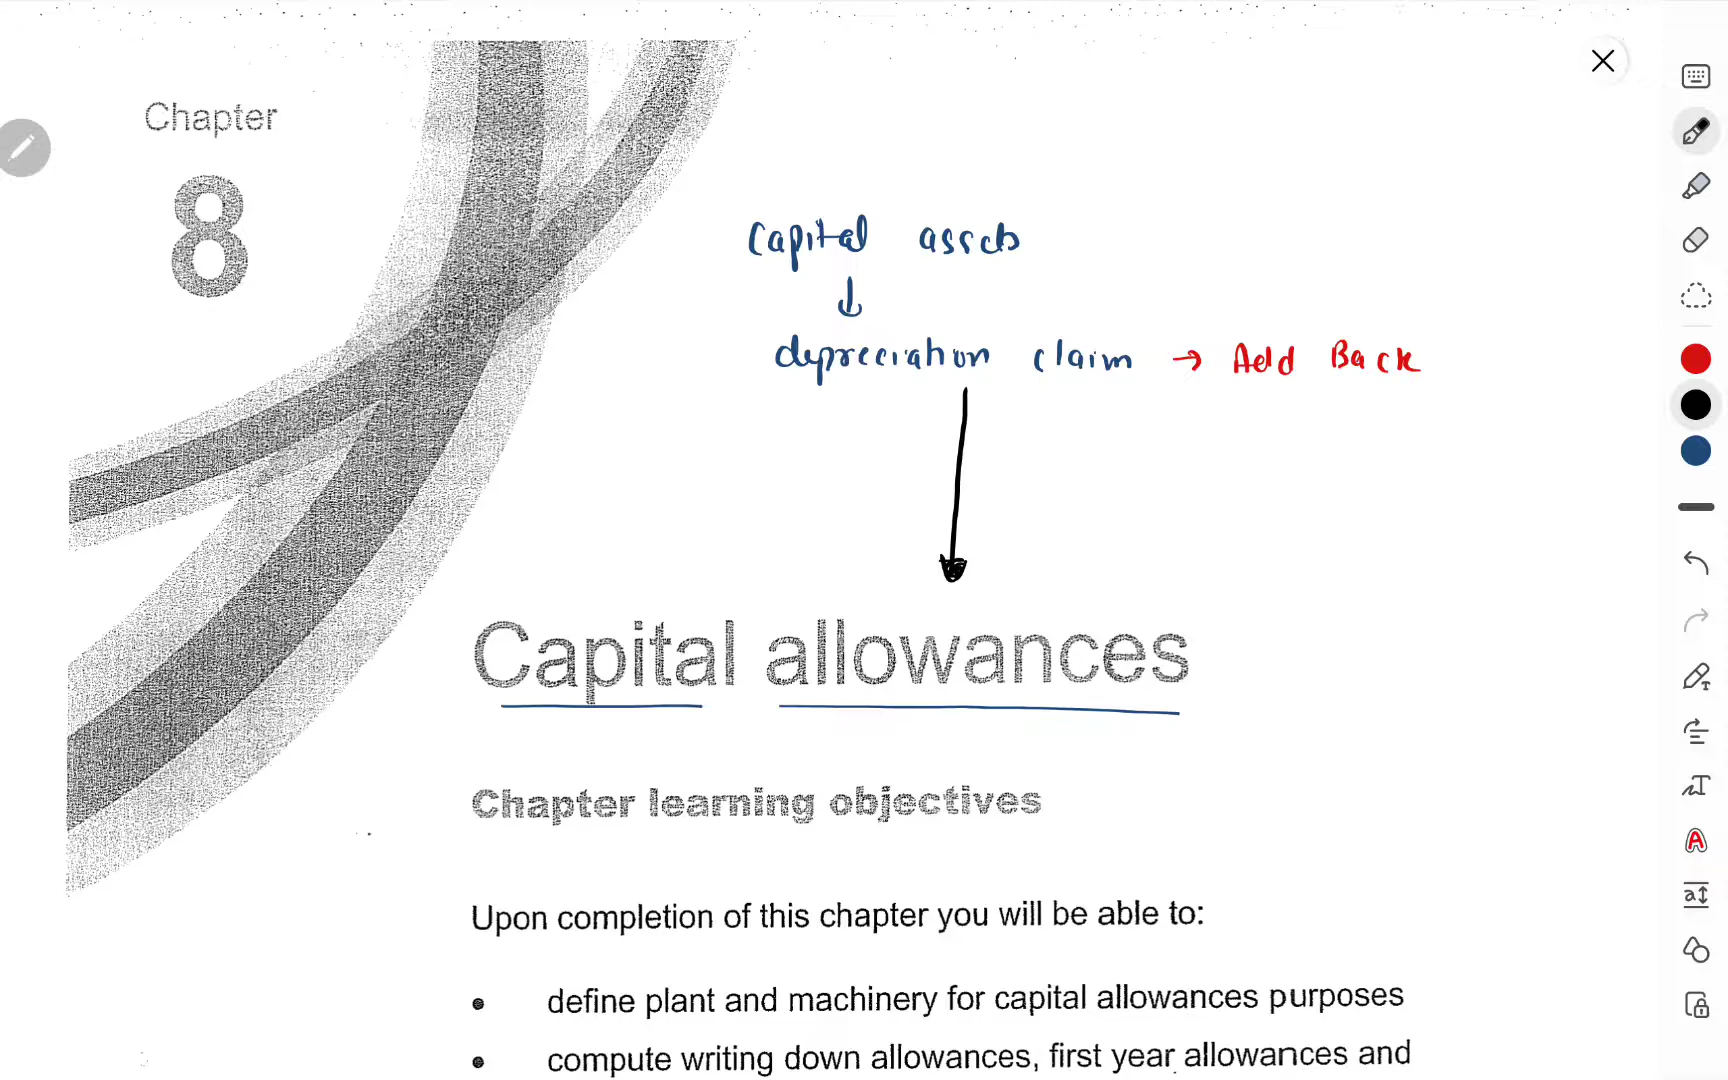 Chapter
8
Capital assets
depreciation claim → Add Back
Capital allowances
Chapter learning objectives
Upon completion of this chapter you will be able to:
• define plant and machinery for capital allowances purposes
• compute writing down allowances, first year allowances and